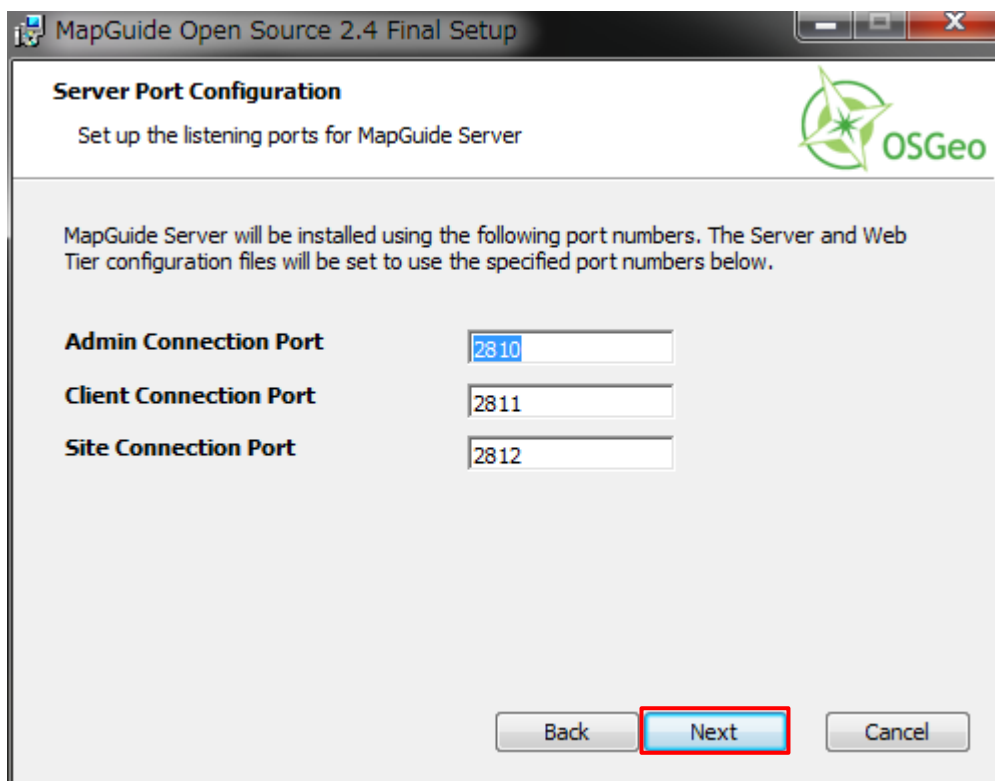 MapGuide Open Source 2.4 Final Setup
Server Port Configuration
Set up the listening ports for MapGuide Server
OSGeo
MapGuide Server will be installed using the following port numbers. The Server and Web
Tier configuration files will be set to use the specified port numbers below.
Admin Connection Port 2810
Client Connection Port 2811
Site Connection Port 2812
Back Next Cancel